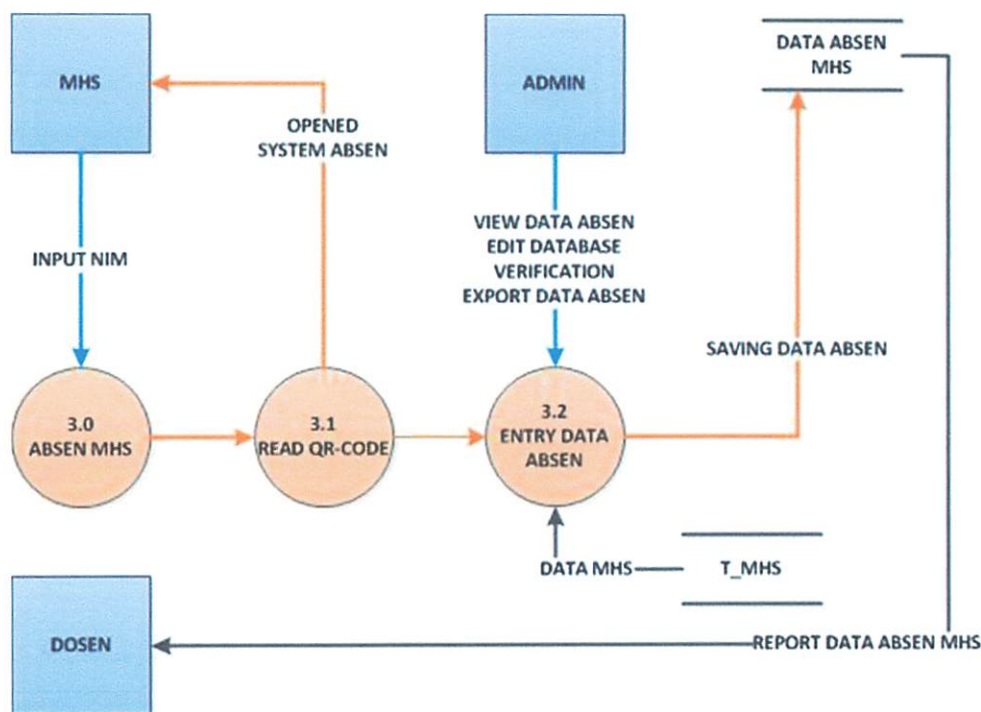 MHS
OPENED
SYSTEM ABSEN
ADMIN
DATA ABSEN
MHS
INPUT NIM
VIEW DATA ABSEN
EDIT DATABASE
VERIFICATION
EXPORT DATA ABSEN
SAVING DATA ABSEN
3.0
ABSEN MHS
3.1
READ QR-CODE
3.2
ENTRY DATA
ABSEN
DATA MHS
T_MHS
DOSEN
REPORT DATA ABSEN MHS